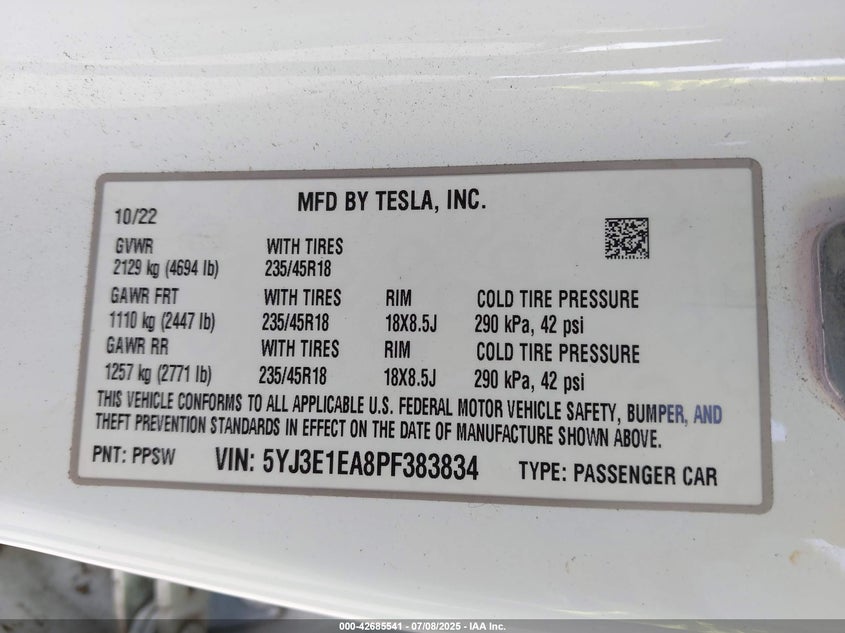 MFD BY TESLA, INC.
10/22
GVWR WITH TIRES
2129 kg (4694 lb) 235/45R18
GAWR FRT WITH TIRES RIM COLD TIRE PRESSURE
1110 kg (2447 lb) 235/45R18 18X8.5J 290 kPa, 42 psi
GAWR RR WITH TIRES RIM COLD TIRE PRESSURE
1257 kg (2771 lb) 235/45R18 18X8.5J 290 kPa, 42 psi
THIS VEHICLE CONFORMS TO ALL APPLICABLE U.S. FEDERAL MOTOR VEHICLE SAFETY, BUMPER, AND
THEFT PREVENTION STANDARDS IN EFFECT ON THE DATE OF MANUFACTURE SHOWN ABOVE.
PNT: PPSW VIN: 5YJ3E1EA8PF383834 TYPE: PASSENGER CAR
000-42685541 - 07/08/2025 - IAA Inc.